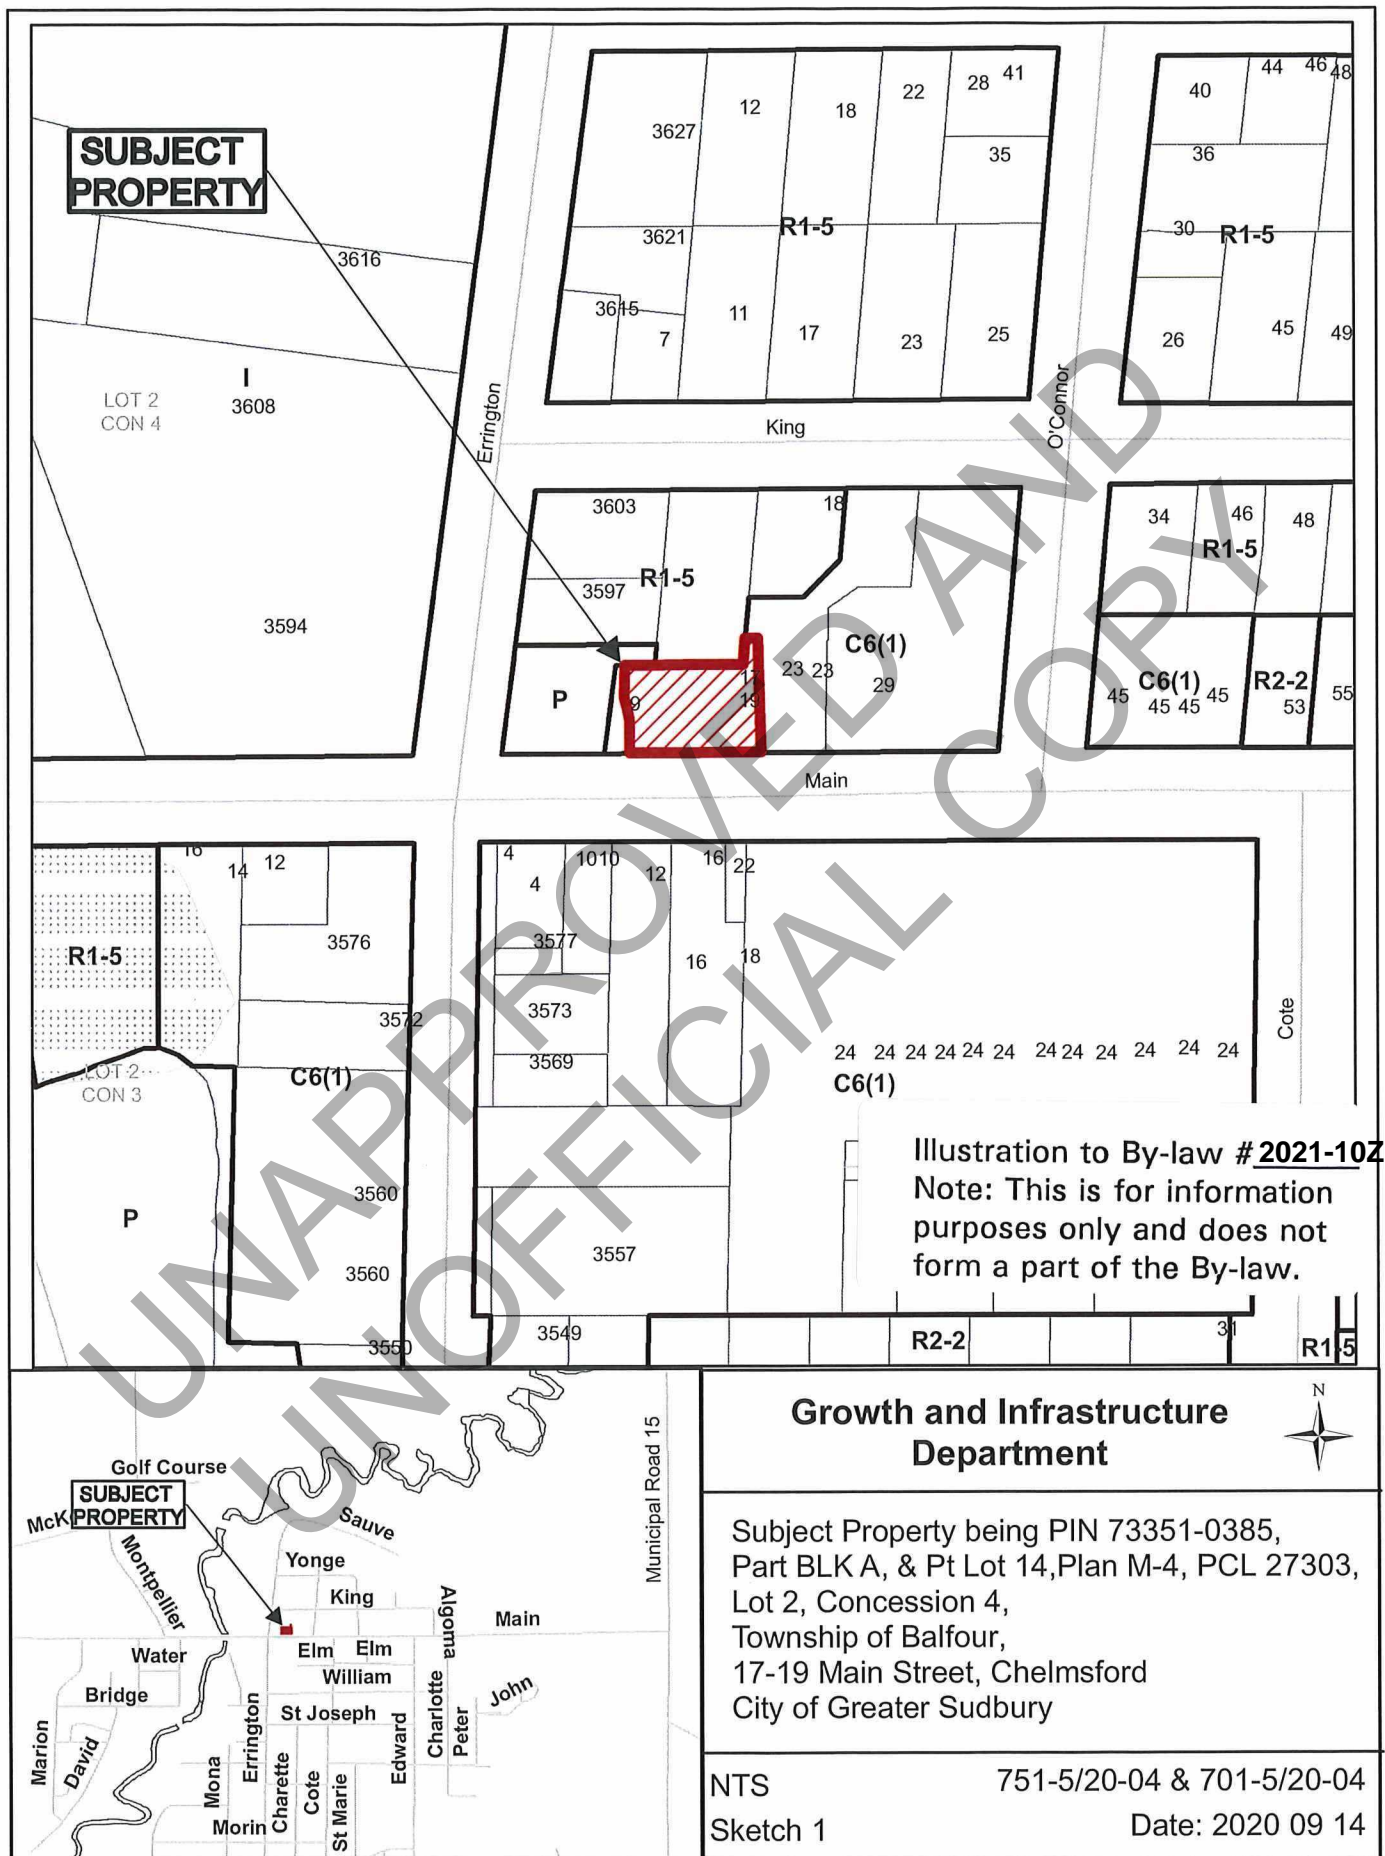 SUBJECT
PROPERTY
3616
I
3608
LOT 2
CON 4
3594
Errington
3627
12
18
22
28
41
35
3621
R1-5
3615
7
11
17
23
25
40
44
46
48
36
30
R1-5
26
45
49
King
O'Connor
3603
18
3597
R1-5
P
9
17
19
23
23
C6(1)
29
34
46
48
R1-5
45
C6(1)
45
45
45
R2-2
53
55
Main
16
14
12
R1-5
3576
3572
LOT 2
CON 3
C6(1)
P
3560
3560
3550
4
4
1010
12
16
22
3577
16
18
3573
3569
24 24 24 24 24 24 24 24 24 24 24 24
C6(1)
Cote
3557
3549
R2-2
31
R1-5
Illustration to By-law # 2021-10Z
Note: This is for information
purposes only and does not
form a part of the By-law.
UNAPPROVED AND
UNOFFICIAL COPY
Golf Course
SUBJECT
PROPERTY
McK
Montpellier
Sauve
Yonge
King
Algoma
Main
Municipal Road 15
Water
Elm
Elm
William
Bridge
St Joseph
John
Marion
David
Mona
Errington
Charette
Cote
St Marie
Edward
Charlotte
Peter
Morin
Growth and Infrastructure
Department
N
Subject Property being PIN 73351-0385,
Part BLK A, & Pt Lot 14,Plan M-4, PCL 27303,
Lot 2, Concession 4,
Township of Balfour,
17-19 Main Street, Chelmsford
City of Greater Sudbury
NTS
751-5/20-04 & 701-5/20-04
Sketch 1
Date: 2020 09 14